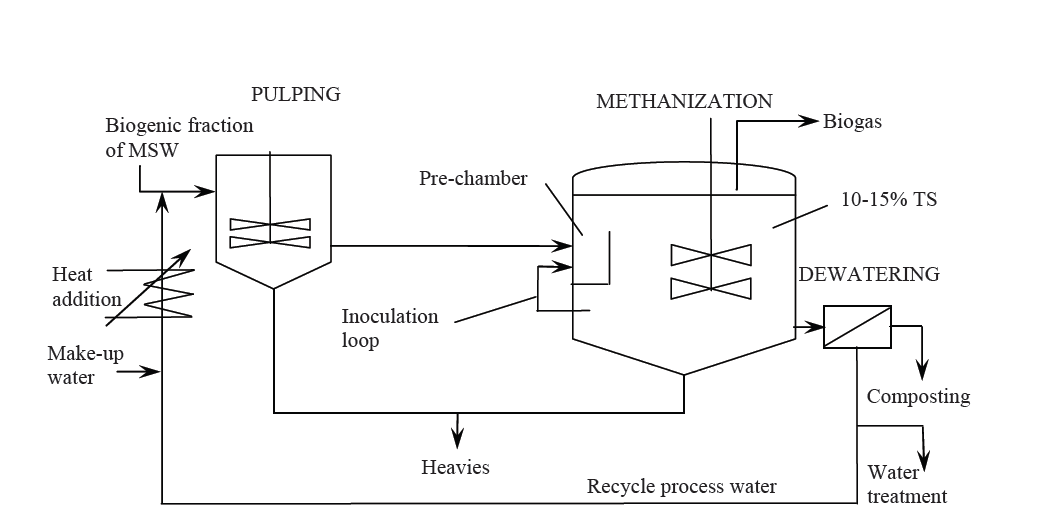 PULPING
METHANIZATION
Biogenic fraction
of MSW
Biogas
Pre-chamber
10-15% TS
Heat
addition
DEWATERING
Inoculation
loop
Make-up
water
Composting
Heavies
Recycle process water
Water
treatment